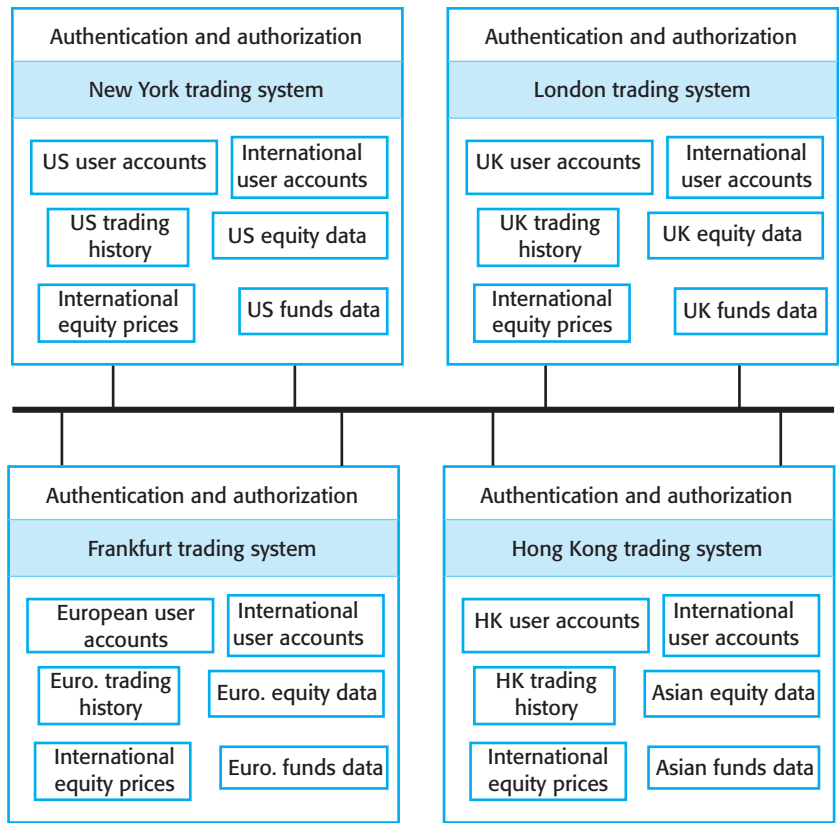 Authentication and authorization
New York trading system
US user accounts
International
user accounts
US trading
history
US equity data
International
equity prices
US funds data
Authentication and authorization
London trading system
UK user accounts
International
user accounts
UK trading
history
UK equity data
International
equity prices
UK funds data
Authentication and authorization
Frankfurt trading system
European user
accounts
International
user accounts
Euro. trading
history
Euro. equity data
International
equity prices
Euro. funds data
Authentication and authorization
Hong Kong trading system
HK user accounts
International
user accounts
HK trading
history
Asian equity data
International
equity prices
Asian funds data